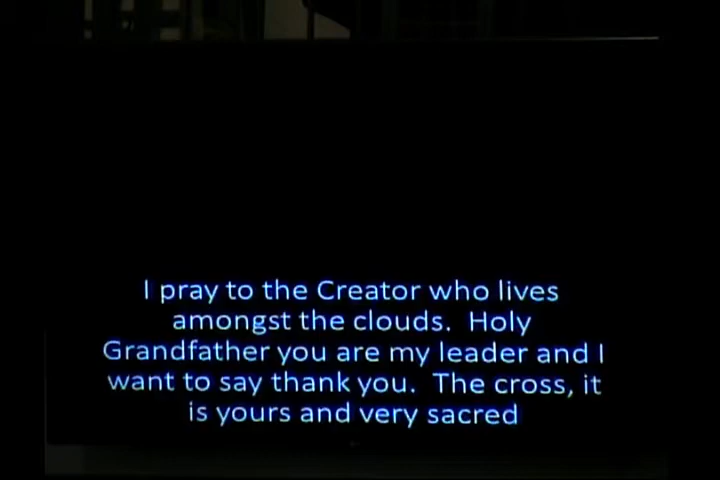 I pray to the Creator who lives
amongst the clouds.  Holy
Grandfather you are my leader and I
want to say thank you.  The cross, it
is yours and very sacred